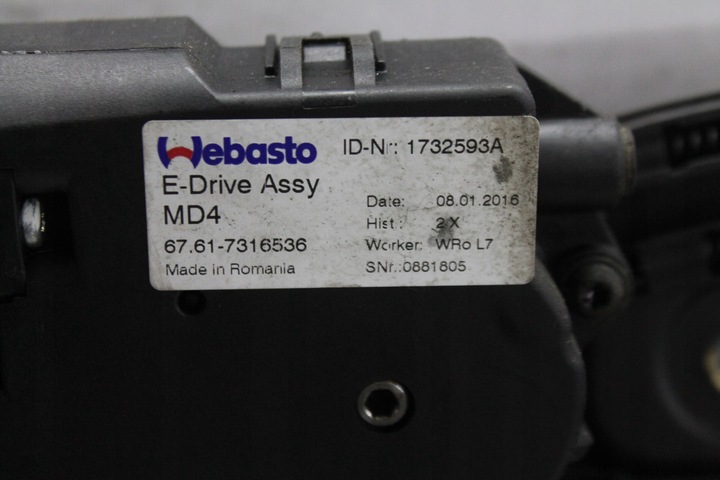 Webasto
ID-Nr: 1732593A
E-Drive Assy
MD4
Date: 08.01.2016
Hist.: 2 X
67.61-7316536
Worker: WRo L7
Made in Romania
SNr.:0881805